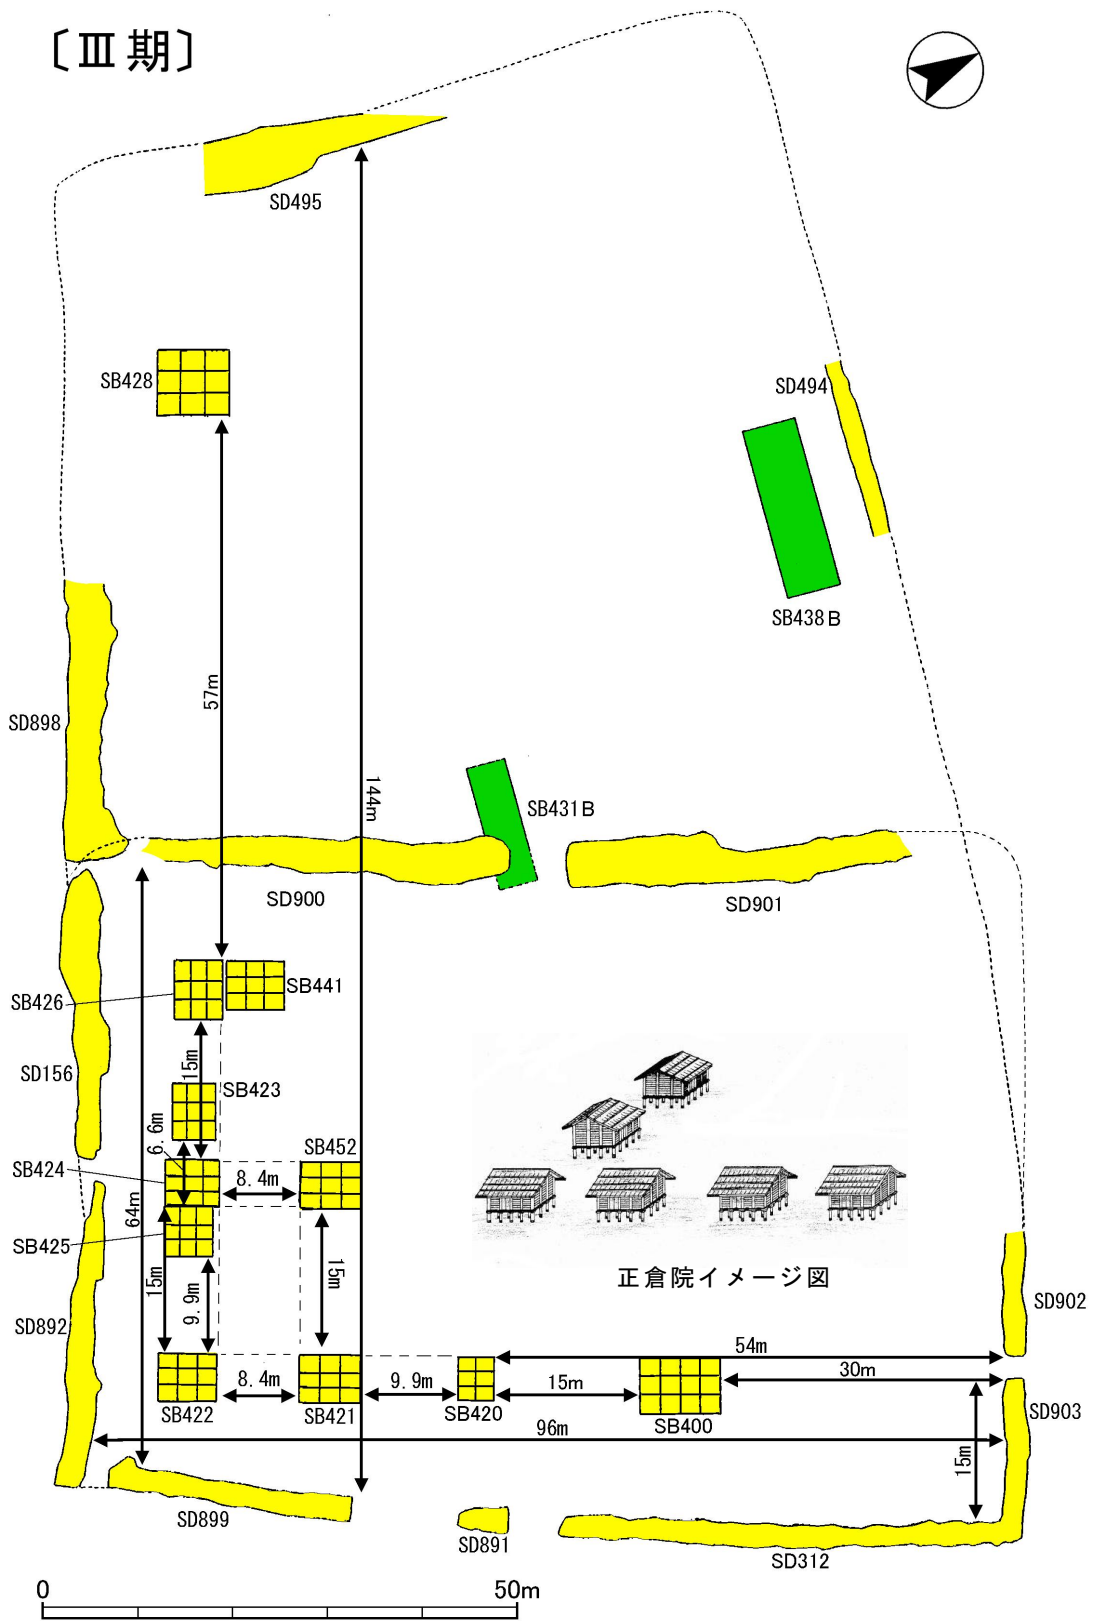 〔Ⅲ期〕
SD495
SB428
SD494
SB438B
57m
SD898
144m
SB431B
SD900
SD901
SB426
SB441
15m
SD156
SB423
6.6m
SB452
SB424
8.4m
64m
SB425
15m
9.9m
15m
正倉院イメージ図
SD892
SD902
54m
30m
8.4m
9.9m
15m
SB422
SB421
SB420
SB400
SD903
96m
15m
SD899
SD891
SD312
0
50m